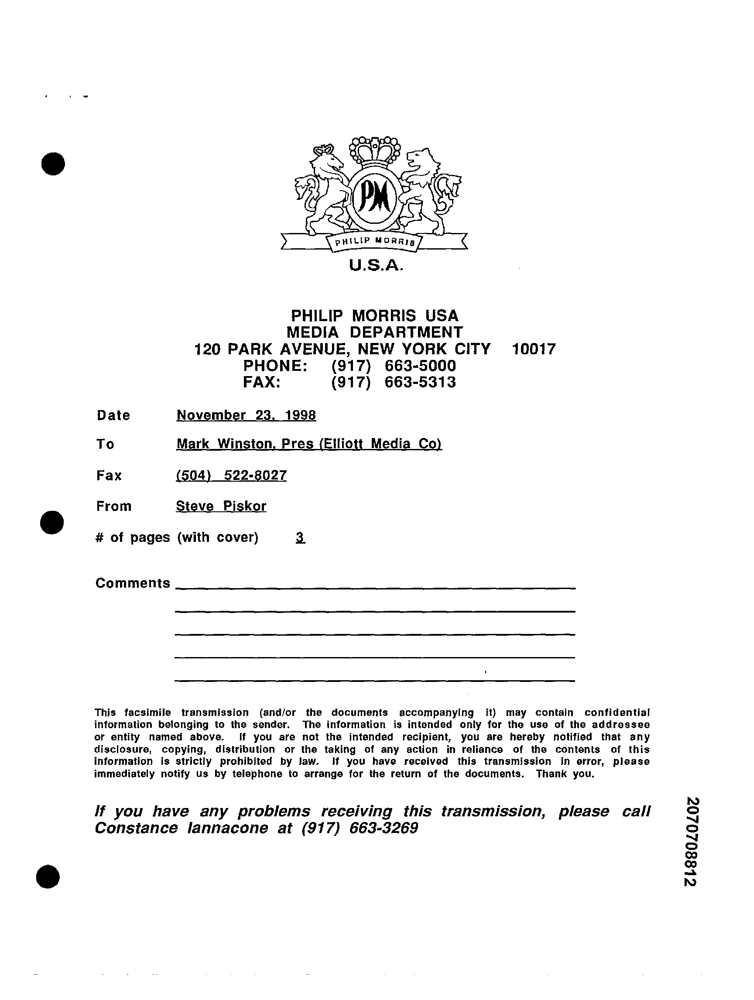 PM
PHILIP MORRIS
U.S.A.
PHILIP MORRIS USA
MEDIA DEPARTMENT
120 PARK AVENUE, NEW YORK CITY 10017
PHONE: (917) 663-5000
FAX: (917) 663-5313
Date November 23, 1998
To Mark Winston, Pres (Elliott Media Co)
Fax (504) 522-8027
From Steve Piskor
# of pages (with cover) 3
Comments
This facsimile transmission (and/or the documents accompanying it) may contain confidential
information belonging to the sender. The information is intended only for the use of the addressee
or entity named above. If you are not the intended recipient, you are hereby notified that any
disclosure, copying, distribution or the taking of any action in reliance of the contents of this
information is strictly prohibited by law. If you have received this transmission in error, please
immediately notify us by telephone to arrange for the return of the documents. Thank you.
If you have any problems receiving this transmission, please call
Constance Iannacone at (917) 663-3269
2070708812